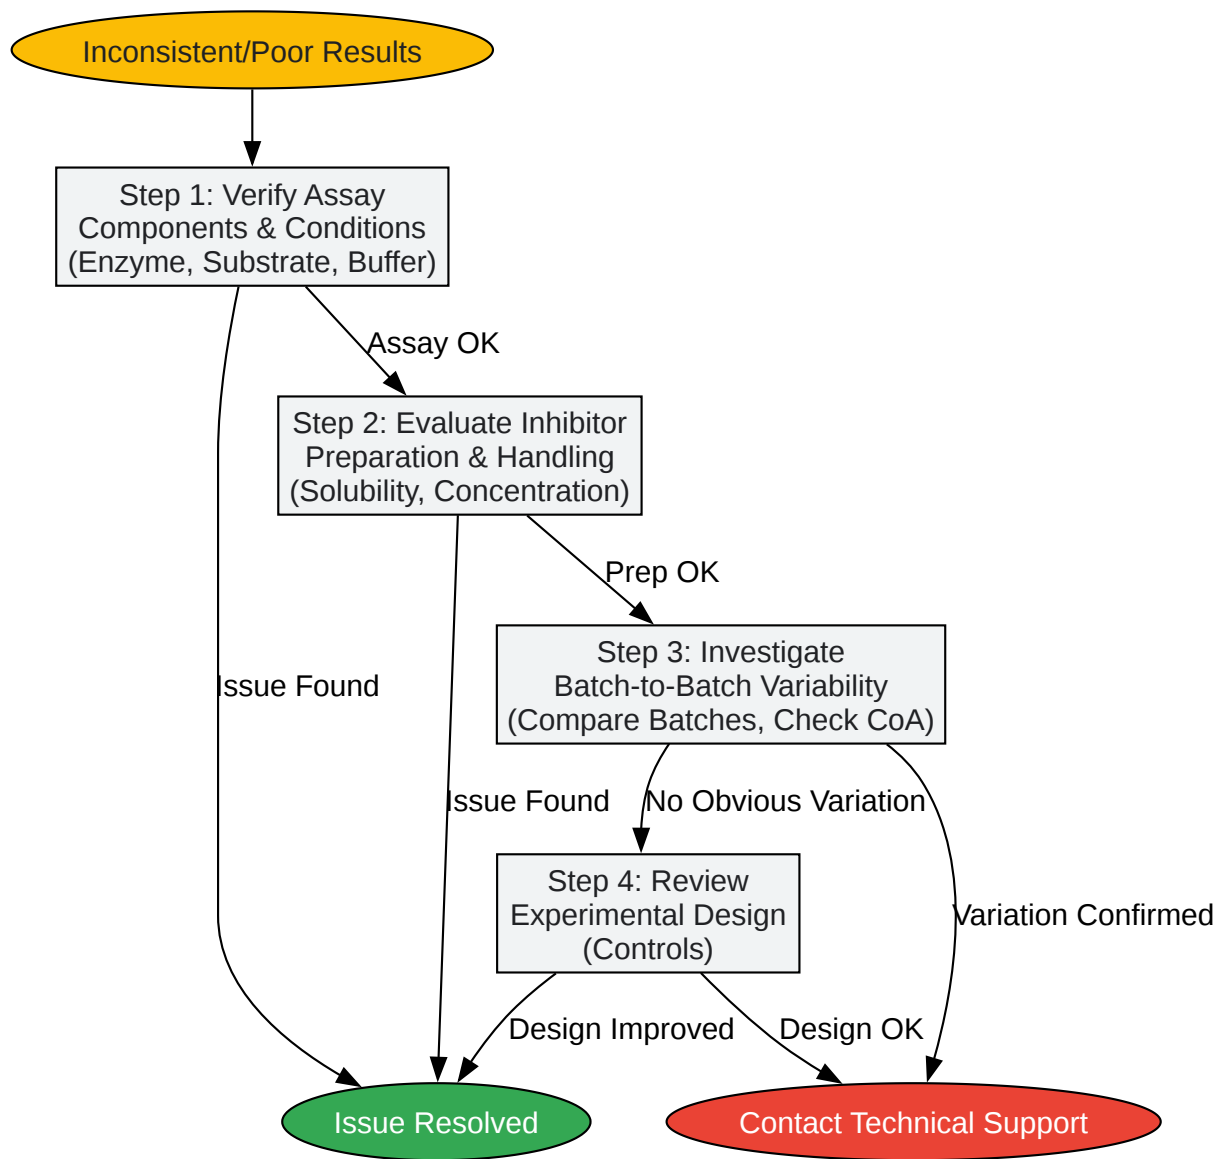 Inconsistent/Poor Results
Step 1: Verify Assay
Components & Conditions
(Enzyme, Substrate, Buffer)
Assay OK
Step 2: Evaluate Inhibitor
Preparation & Handling
(Solubility, Concentration)
Prep OK
Step 3: Investigate
Batch-to-Batch Variability
(Compare Batches, Check CoA)
Issue Found
Issue Found
No Obvious Variation
Step 4: Review
Experimental Design
(Controls)
Variation Confirmed
Design Improved
Design OK
Issue Resolved
Contact Technical Support